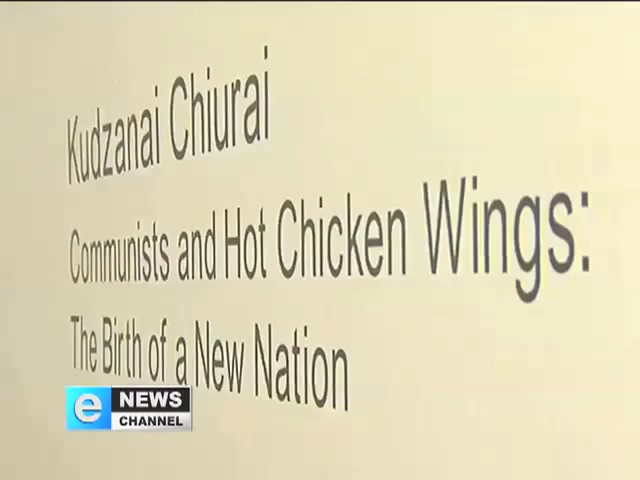 Kudzanai Chiurai
Communists and Hot Chicken Wings:
The Birth of a New Nation
e NEWS
CHANNEL